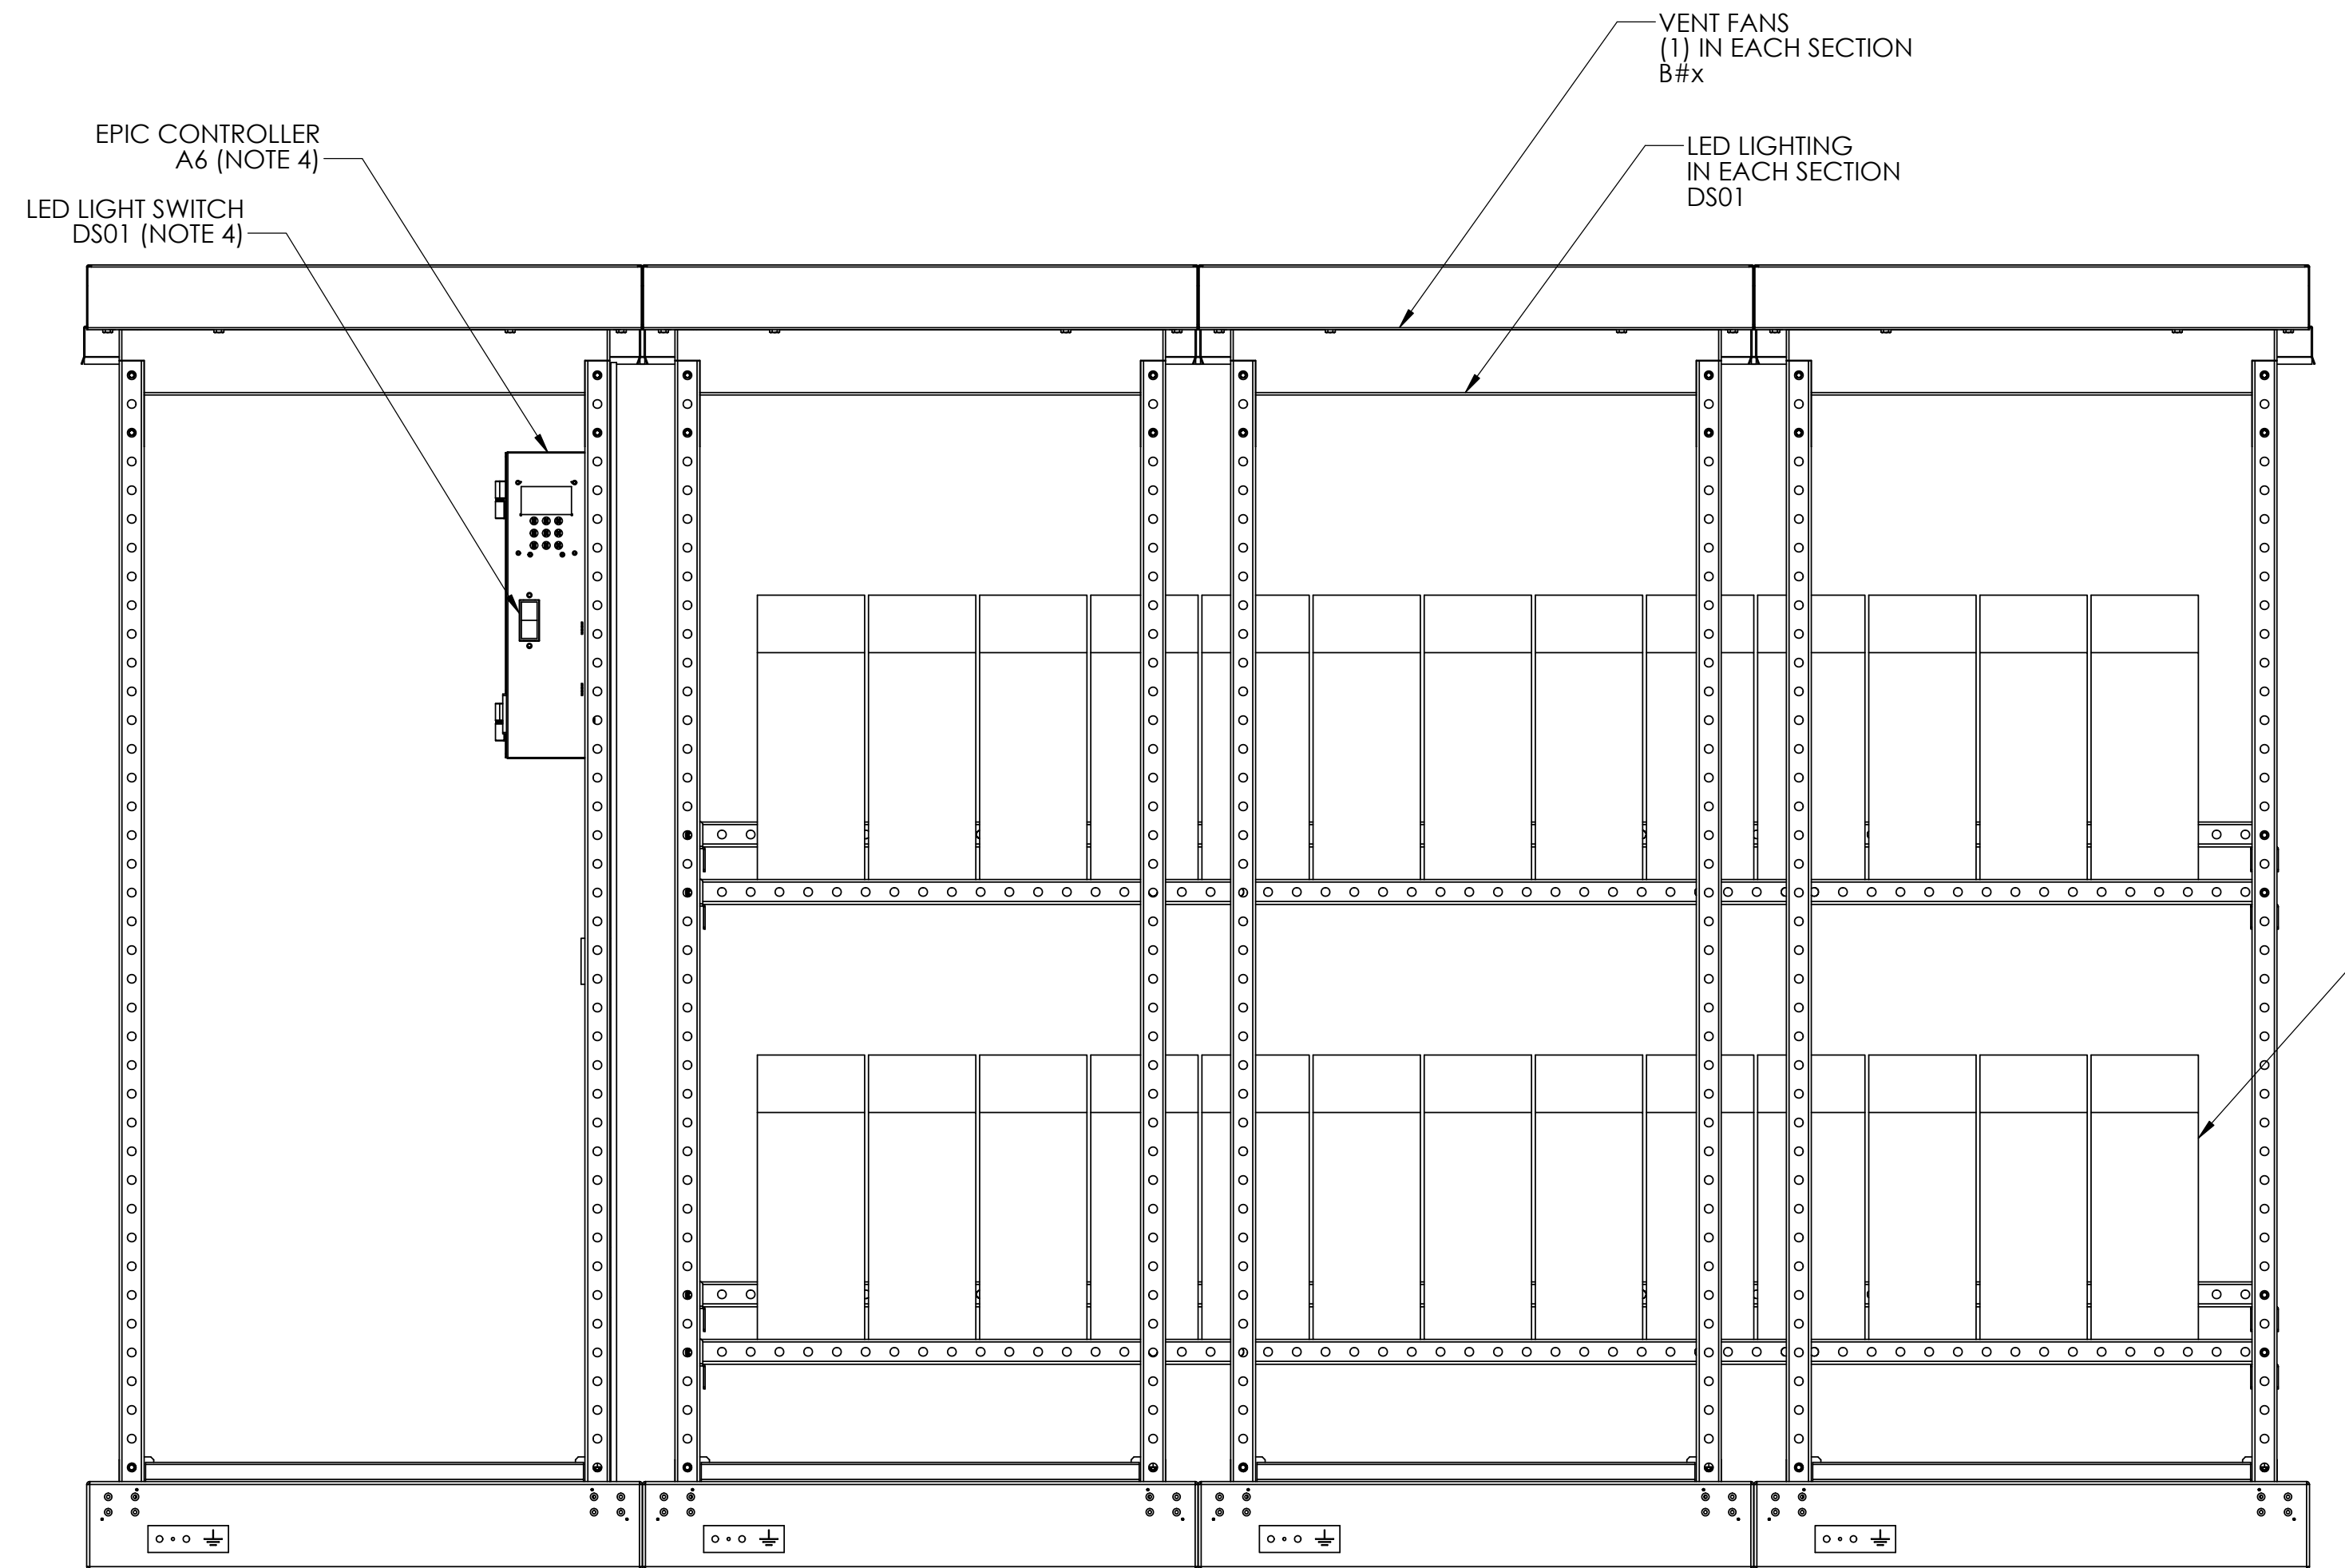 VENT FANS
(1) IN EACH SECTION
B#x
EPIC CONTROLLER
A6 (NOTE 4)
LED LIGHTING
IN EACH SECTION
DS01
LED LIGHT SWITCH
DS01 (NOTE 4)